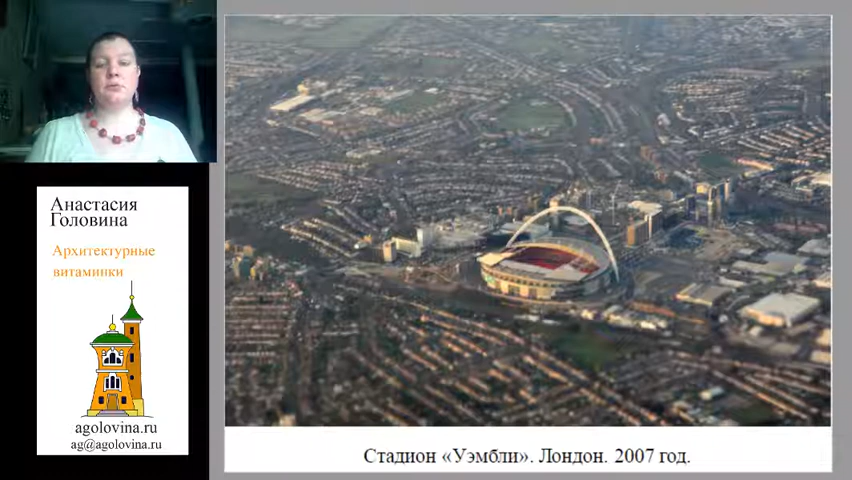 Анастасия
Головина
Архитектурные
витаминки
agolovina.ru
ag@agolovina.ru
Стадион «Уэмбли». Лондон. 2007 год.